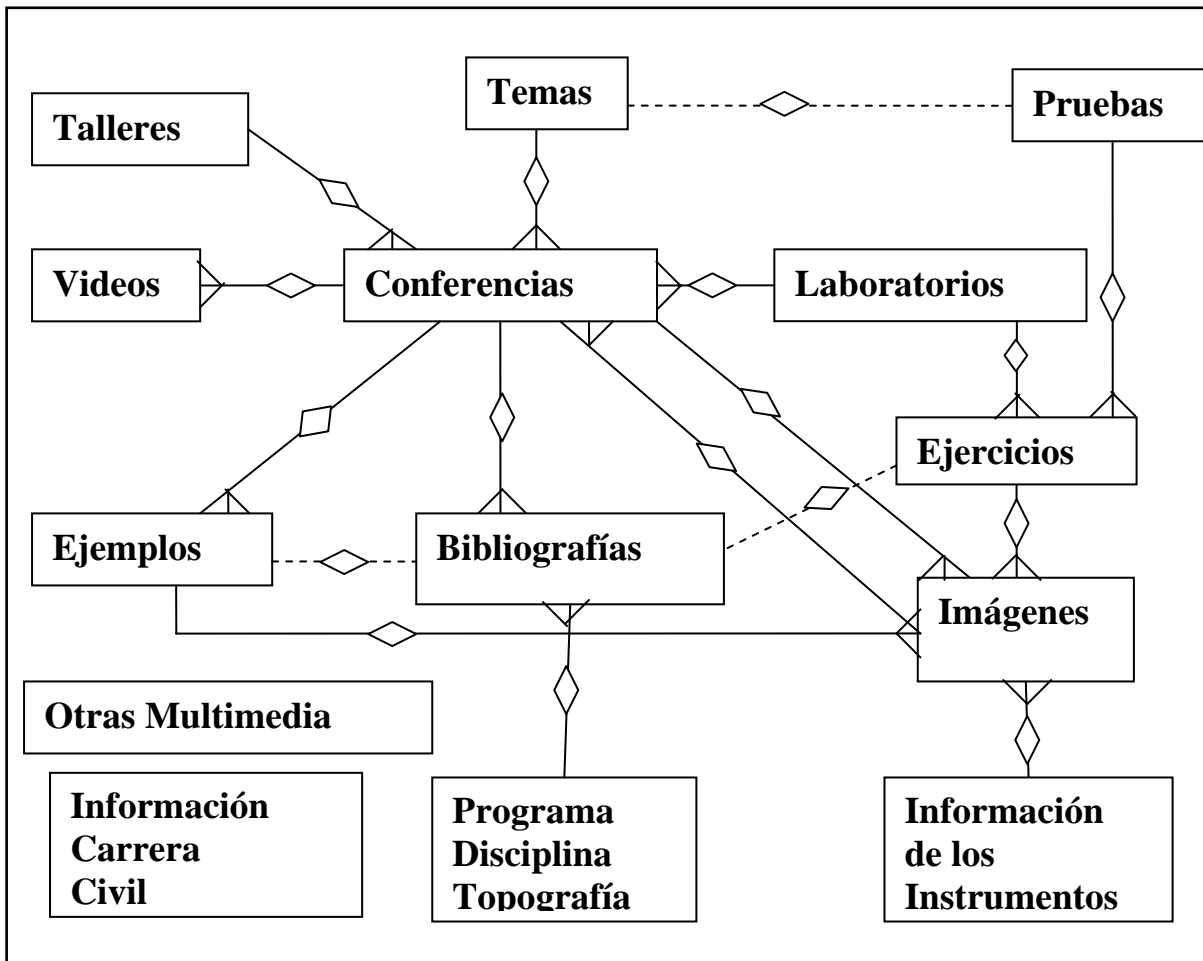 Temas
Pruebas
Talleres
Videos
Conferencias
Laboratorios
Ejercicios
Ejemplos
Bibliografías
Imágenes
Otras Multimedia
Información
Carrera
Civil
Programa
Disciplina
Topografía
Información
de los
Instrumentos